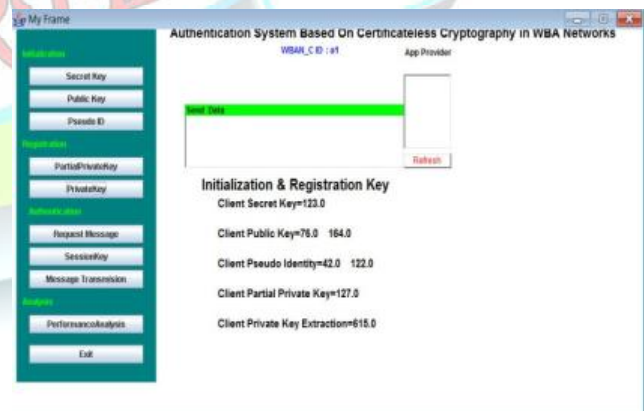 My Frame
Authentication System Based On Certificateless Cryptography in WBA Networks
WBAN_C ID : a1
App Provider
Initialization
Secret Key
Public Key
Pseudo ID
Registration
PartialPrivateKey
PrivateKey
Authentication
Request Message
SessionKey
Message Transmision
Analysis
PerformanceAnalysis
Exit
Send Data
Refresh
Initialization & Registration Key
Client Secret Key=123.0
Client Public Key=76.0 164.0
Client Pseudo Identity=42.0 122.0
Client Partial Private Key=127.0
Client Private Key Extraction=615.0